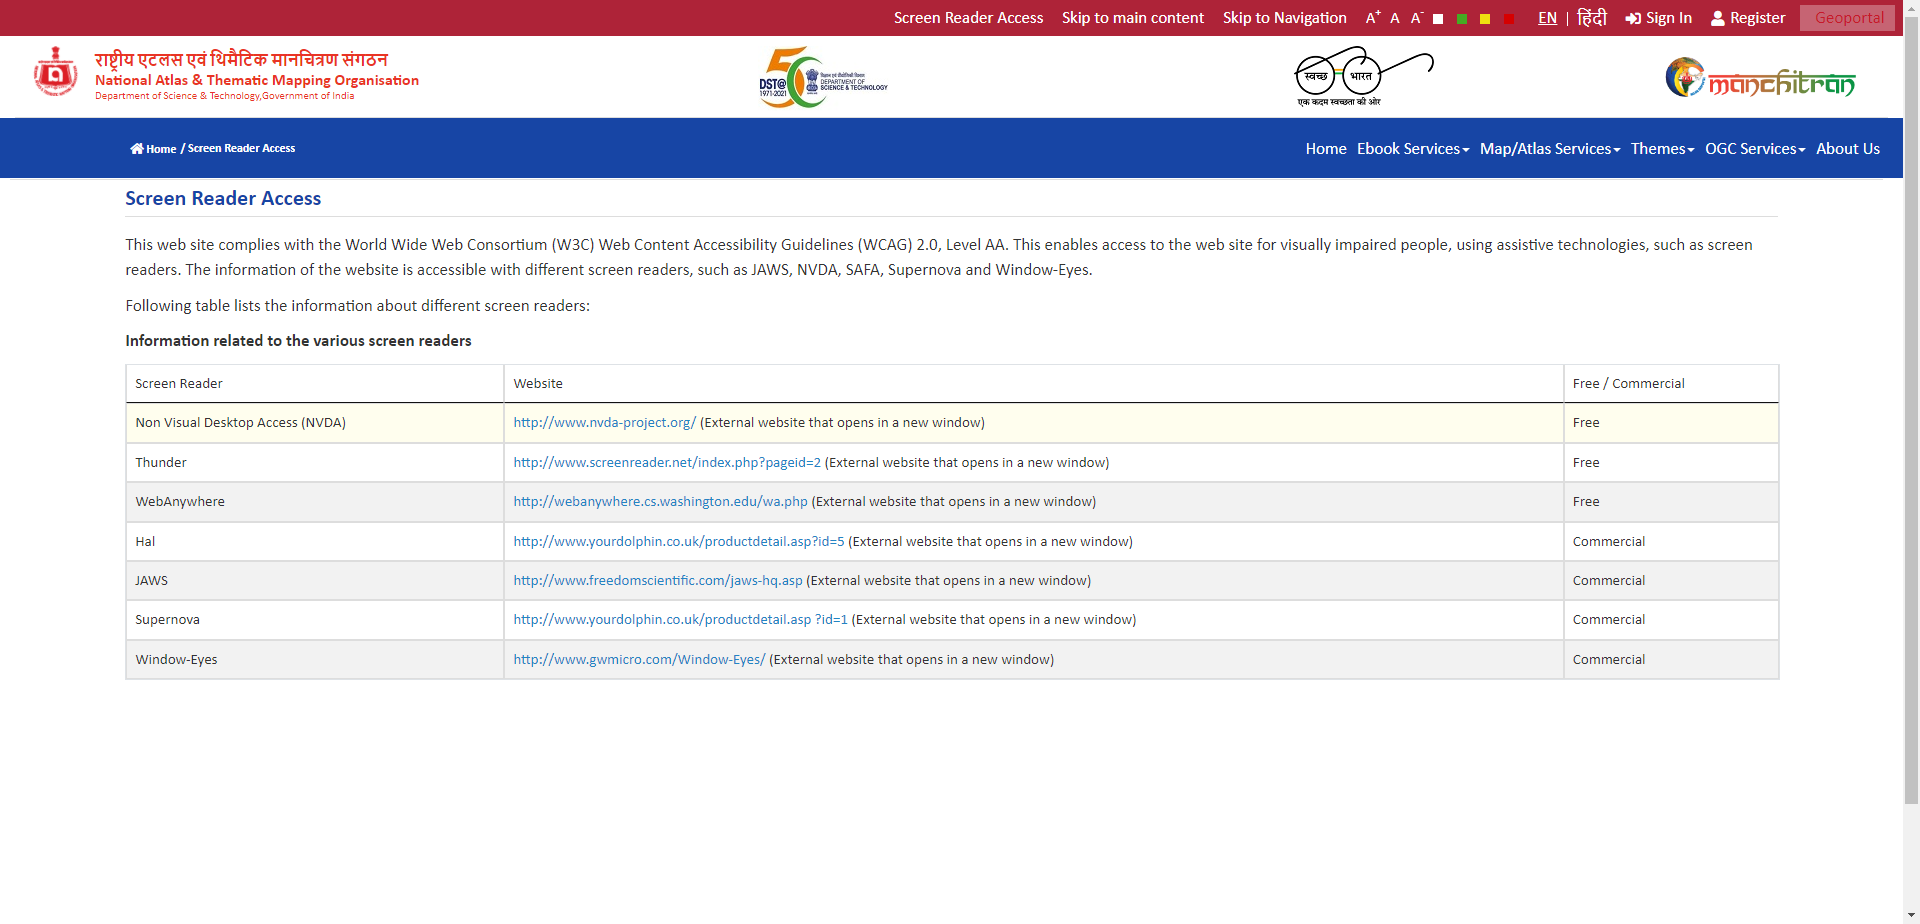 Screen Reader Access Skip to main content Skip to Navigation A+ A A- EN | हिंदी Sign In Register Geoportal
राष्ट्रीय एटलस एवं थिमैटिक मानचित्रण संगठन
National Atlas & Thematic Mapping Organisation
Department of Science & Technology,Government of India
50
DST@
1971-2021
DEPARTMENT OF
SCIENCE & TECHNOLOGY
स्वच्छ भारत
एक कदम स्वच्छता की ओर
manchitran
Home / Screen Reader Access
Home Ebook Services Map/Atlas Services Themes OGC Services About Us
Screen Reader Access
This web site complies with the World Wide Web Consortium (W3C) Web Content Accessibility Guidelines (WCAG) 2.0, Level AA. This enables access to the web site for visually impaired people, using assistive technologies, such as screen
readers. The information of the website is accessible with different screen readers, such as JAWS, NVDA, SAFA, Supernova and Window-Eyes.
Following table lists the information about different screen readers:
Information related to the various screen readers
Screen Reader Website Free / Commercial
Non Visual Desktop Access (NVDA) http://www.nvda-project.org/ (External website that opens in a new window) Free
Thunder http://www.screenreader.net/index.php?pageid=2 (External website that opens in a new window) Free
WebAnywhere http://webanywhere.cs.washington.edu/wa.php (External website that opens in a new window) Free
Hal http://www.yourdolphin.co.uk/productdetail.asp?id=5 (External website that opens in a new window) Commercial
JAWS http://www.freedomscientific.com/jaws-hq.asp (External website that opens in a new window) Commercial
Supernova http://www.yourdolphin.co.uk/productdetail.asp ?id=1 (External website that opens in a new window) Commercial
Window-Eyes http://www.gwmicro.com/Window-Eyes/ (External website that opens in a new window) Commercial